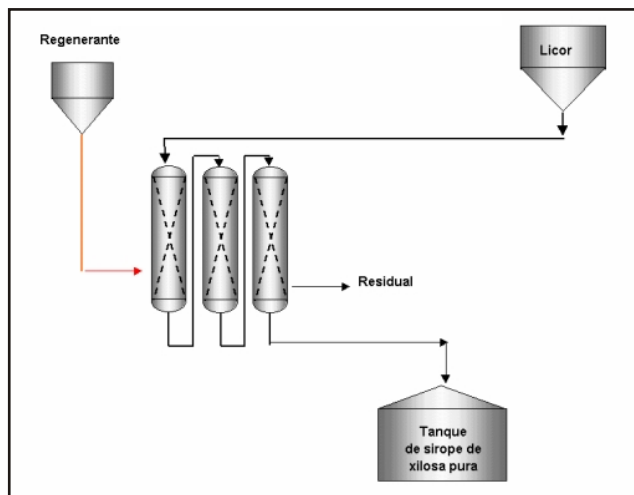 Regenerante
Licor
Residual
Tanque
de sirope de
xilosa pura